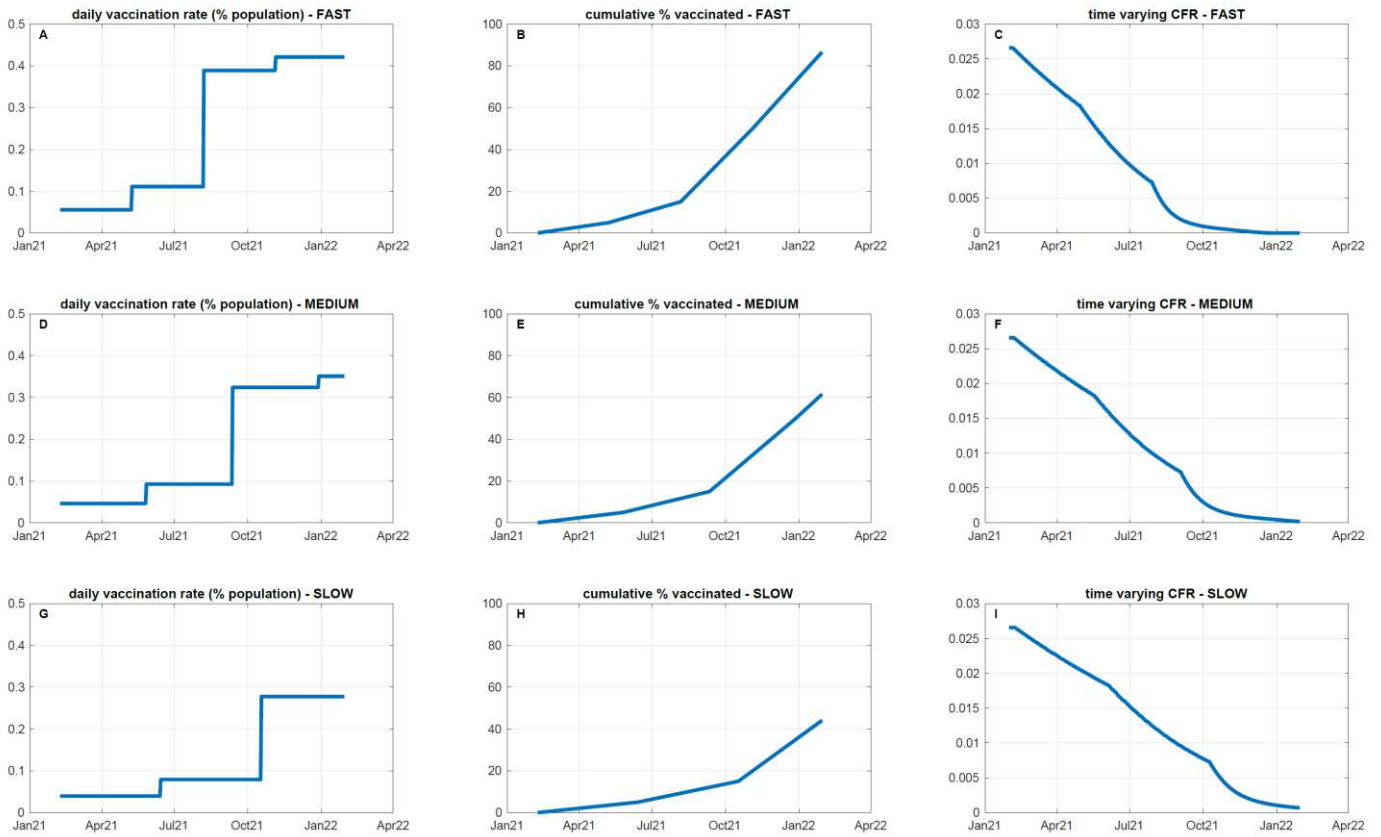 daily vaccination rate (% population) - FAST
A
0.5
0.4
0.3
0.2
0.1
0
Jan21 Apr21 Jul21 Oct21 Jan22 Apr22
cumulative % vaccinated - FAST
B
100
80
60
40
20
0
Jan21 Apr21 Jul21 Oct21 Jan22 Apr22
time varying CFR - FAST
C
0.03
0.025
0.02
0.015
0.01
0.005
0
Jan21 Apr21 Jul21 Oct21 Jan22 Apr22
daily vaccination rate (% population) - MEDIUM
D
0.5
0.4
0.3
0.2
0.1
0
Jan21 Apr21 Jul21 Oct21 Jan22 Apr22
cumulative % vaccinated - MEDIUM
E
100
80
60
40
20
0
Jan21 Apr21 Jul21 Oct21 Jan22 Apr22
time varying CFR - MEDIUM
F
0.03
0.025
0.02
0.015
0.01
0.005
0
Jan21 Apr21 Jul21 Oct21 Jan22 Apr22
daily vaccination rate (% population) - SLOW
G
0.5
0.4
0.3
0.2
0.1
0
Jan21 Apr21 Jul21 Oct21 Jan22 Apr22
cumulative % vaccinated - SLOW
H
100
80
60
40
20
0
Jan21 Apr21 Jul21 Oct21 Jan22 Apr22
time varying CFR - SLOW
I
0.03
0.025
0.02
0.015
0.01
0.005
0
Jan21 Apr21 Jul21 Oct21 Jan22 Apr22